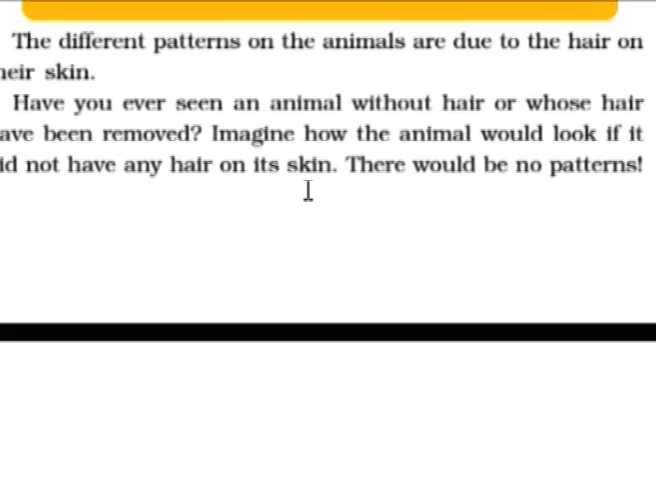 The different patterns on the animals are due to the hair on
heir skin.
Have you ever seen an animal without hair or whose hair
ave been removed? Imagine how the animal would look if it
id not have any hair on its skin. There would be no patterns!